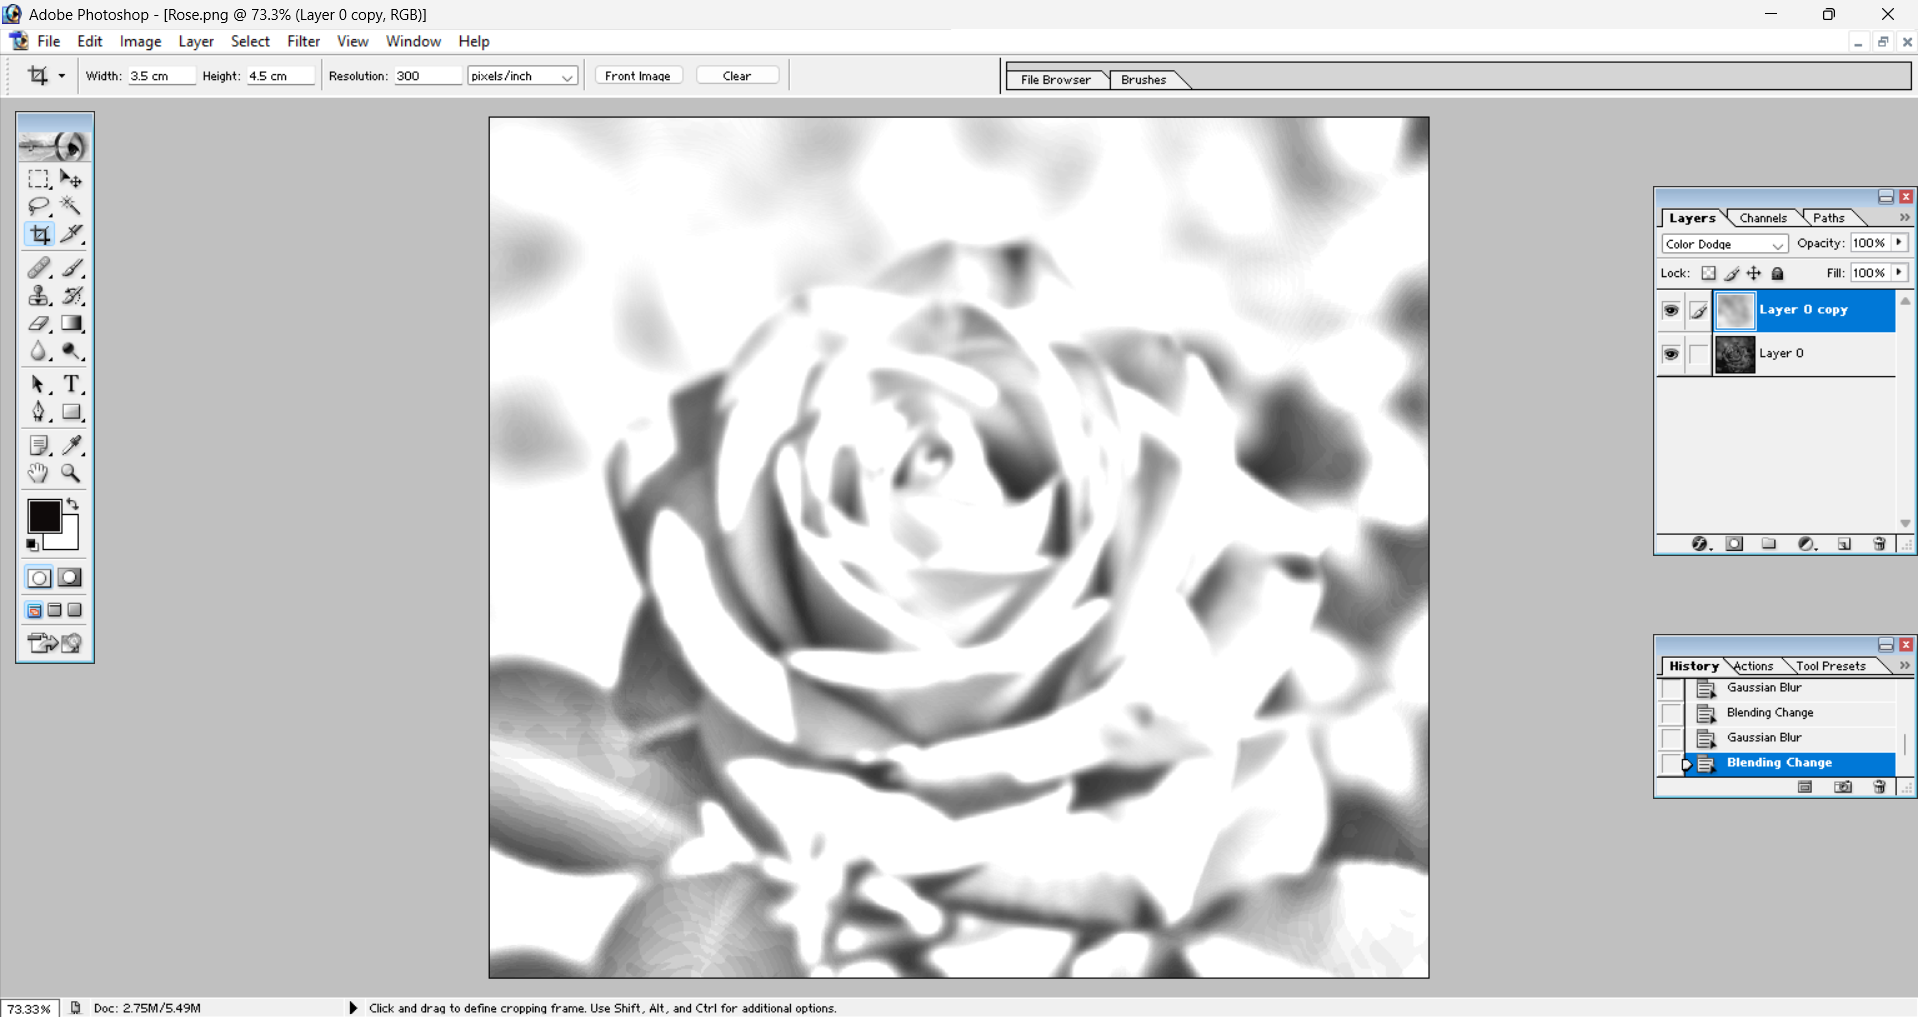 Adobe Photoshop - [Rose.png @ 73.3% (Layer 0 copy, RGB)]
File Edit Image Layer Select Filter View Window Help
Width: 3.5 cm Height: 4.5 cm Resolution: 300 pixels/inch Front Image Clear
File Browser Brushes
T
Layers Channels Paths
Color Dodge Opacity: 100%
Lock: Fill: 100%
Layer 0 copy
Layer 0
History Actions Tool Presets
Gaussian Blur
Blending Change
Gaussian Blur
Blending Change
73.33% Doc: 2.75M/5.49M Click and drag to define cropping frame. Use Shift, Alt, and Ctrl for additional options.